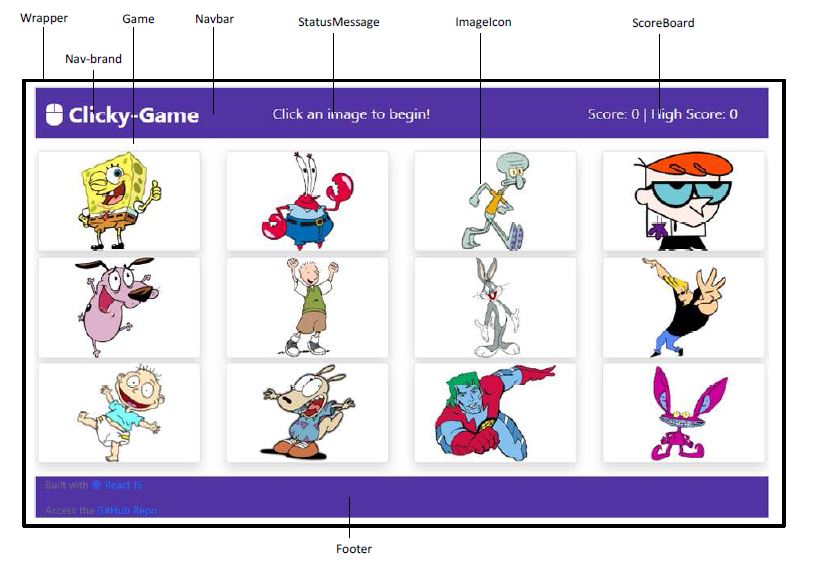 Wrapper
Game
Navbar
StatusMessage
ImageIcon
ScoreBoard
Nav-brand
Clicky-Game
Click an image to begin!
Score: 0 | High Score: 0
Built with React JS
Access the GitHub Repo
Footer